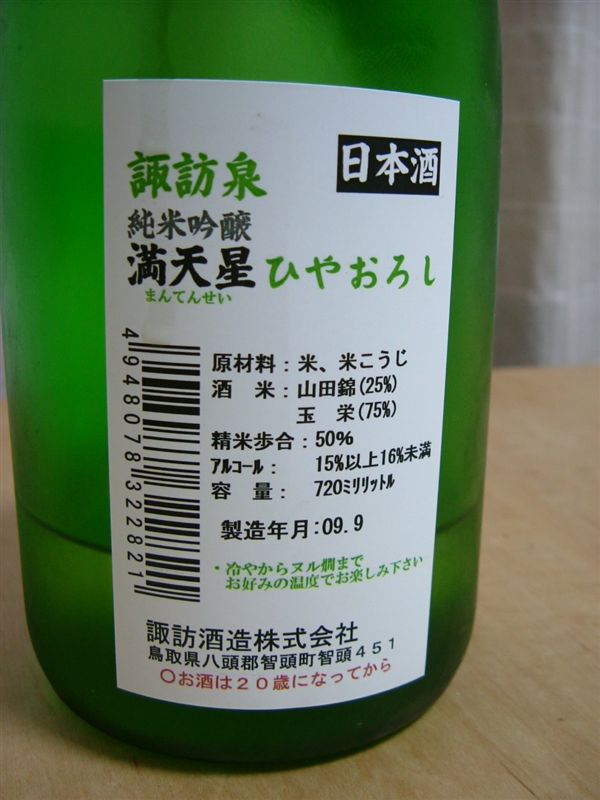 日本酒
諏訪泉
純米吟醸
満天星ひやおろし
まんてんせい
4948078322821
原材料：米、米こうじ
酒　米：山田錦(25%)
玉　栄(75%)
精米歩合：50%
ｱﾙｺｰﾙ：　15%以上16%未満
容　量：　720ﾐﾘﾘｯﾄﾙ
製造年月:09.9
・冷やからヌル燗まで
お好みの温度でお楽しみ下さい
諏訪酒造株式会社
鳥取県八頭郡智頭町智頭４５１
〇お酒は２０歳になってから